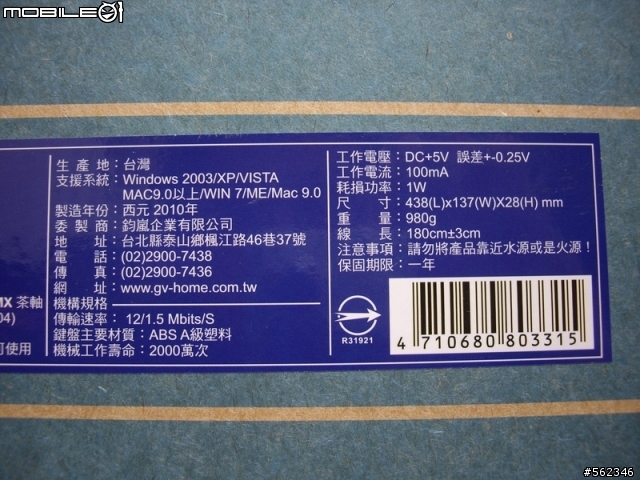 MOBILE01
生 產 地：台灣
支援系統：Windows 2003/XP/VISTA
MAC9.0以上/WIN 7/ME/Mac 9.0
製造年份：西元 2010年
委 製 商：鈞嵐企業有限公司
地 址：台北縣泰山鄉楓江路46巷37號
電 話：(02)2900-7438
傳 真：(02)2900-7436
網 址：www.gv-home.com.tw
機構規格
傳輸速率： 12/1.5 Mbits/S
鍵盤主要材質：ABS A級塑料
機械工作壽命：2000萬次
MX 茶軸
04)
可使用
工作電壓：DC+5V 誤差+-0.25V
工作電流：100mA
耗損功率：1W
尺 寸：438(L)x137(W)X28(H) mm
重 量：980g
線 長：180cm±3cm
注意事項：請勿將產品靠近水源或是火源！
保固期限：一年
R31921
4 710680 803315
#562346